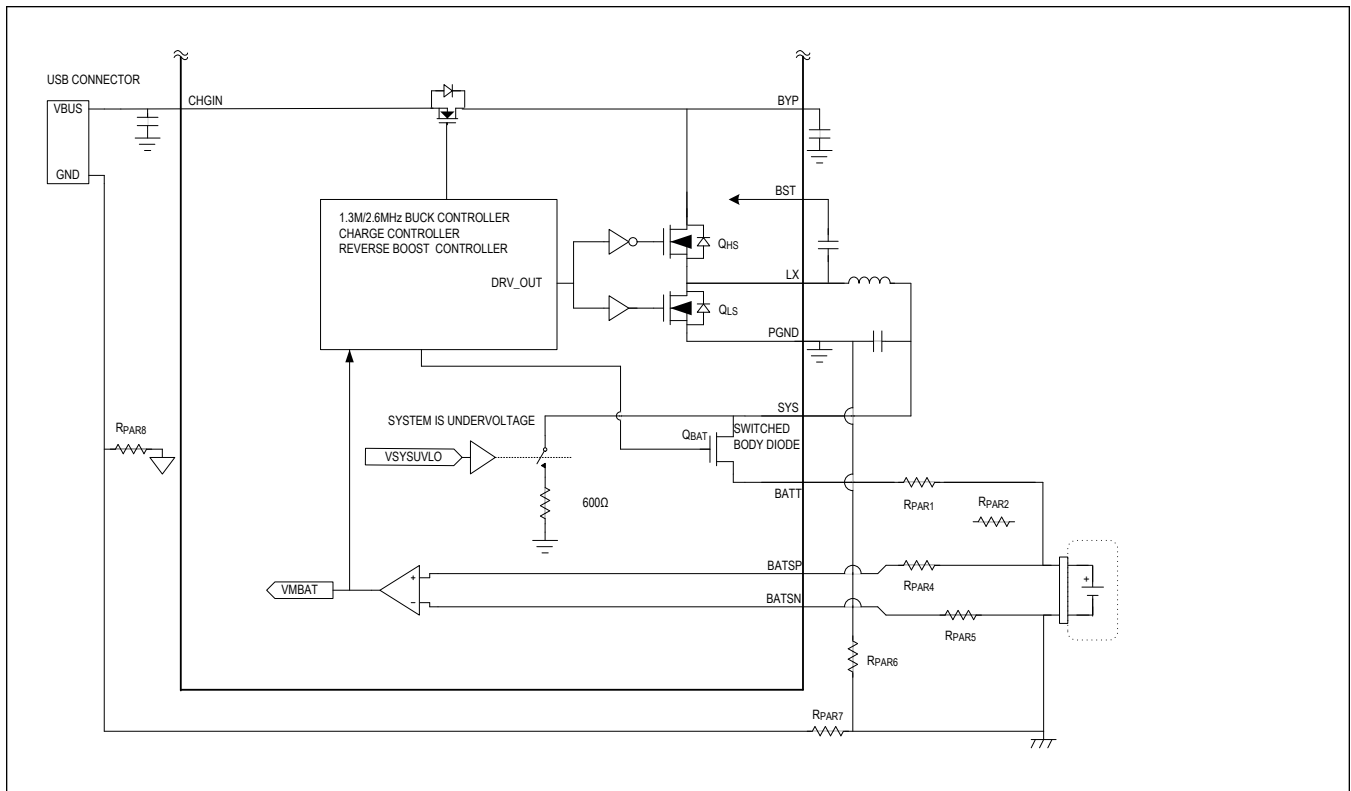 USB CONNECTOR
VBUS
CHGIN
BYP
GND
BST
1.3M/2.6MHz BUCK CONTROLLER
CHARGE CONTROLLER
REVERSE BOOST CONTROLLER
QHS
DRV_OUT
LX
QLS
PGND
SYS
SYSTEM IS UNDERVOLTAGE
QBAT
SWITCHED
BODY DIODE
RPAR8
VSYSUVLO
BATT
RPAR1
RPAR2
600Ω
BATSP
RPAR4
+
VMBAT
+
−
BATSN
RPAR5
RPAR6
RPAR7